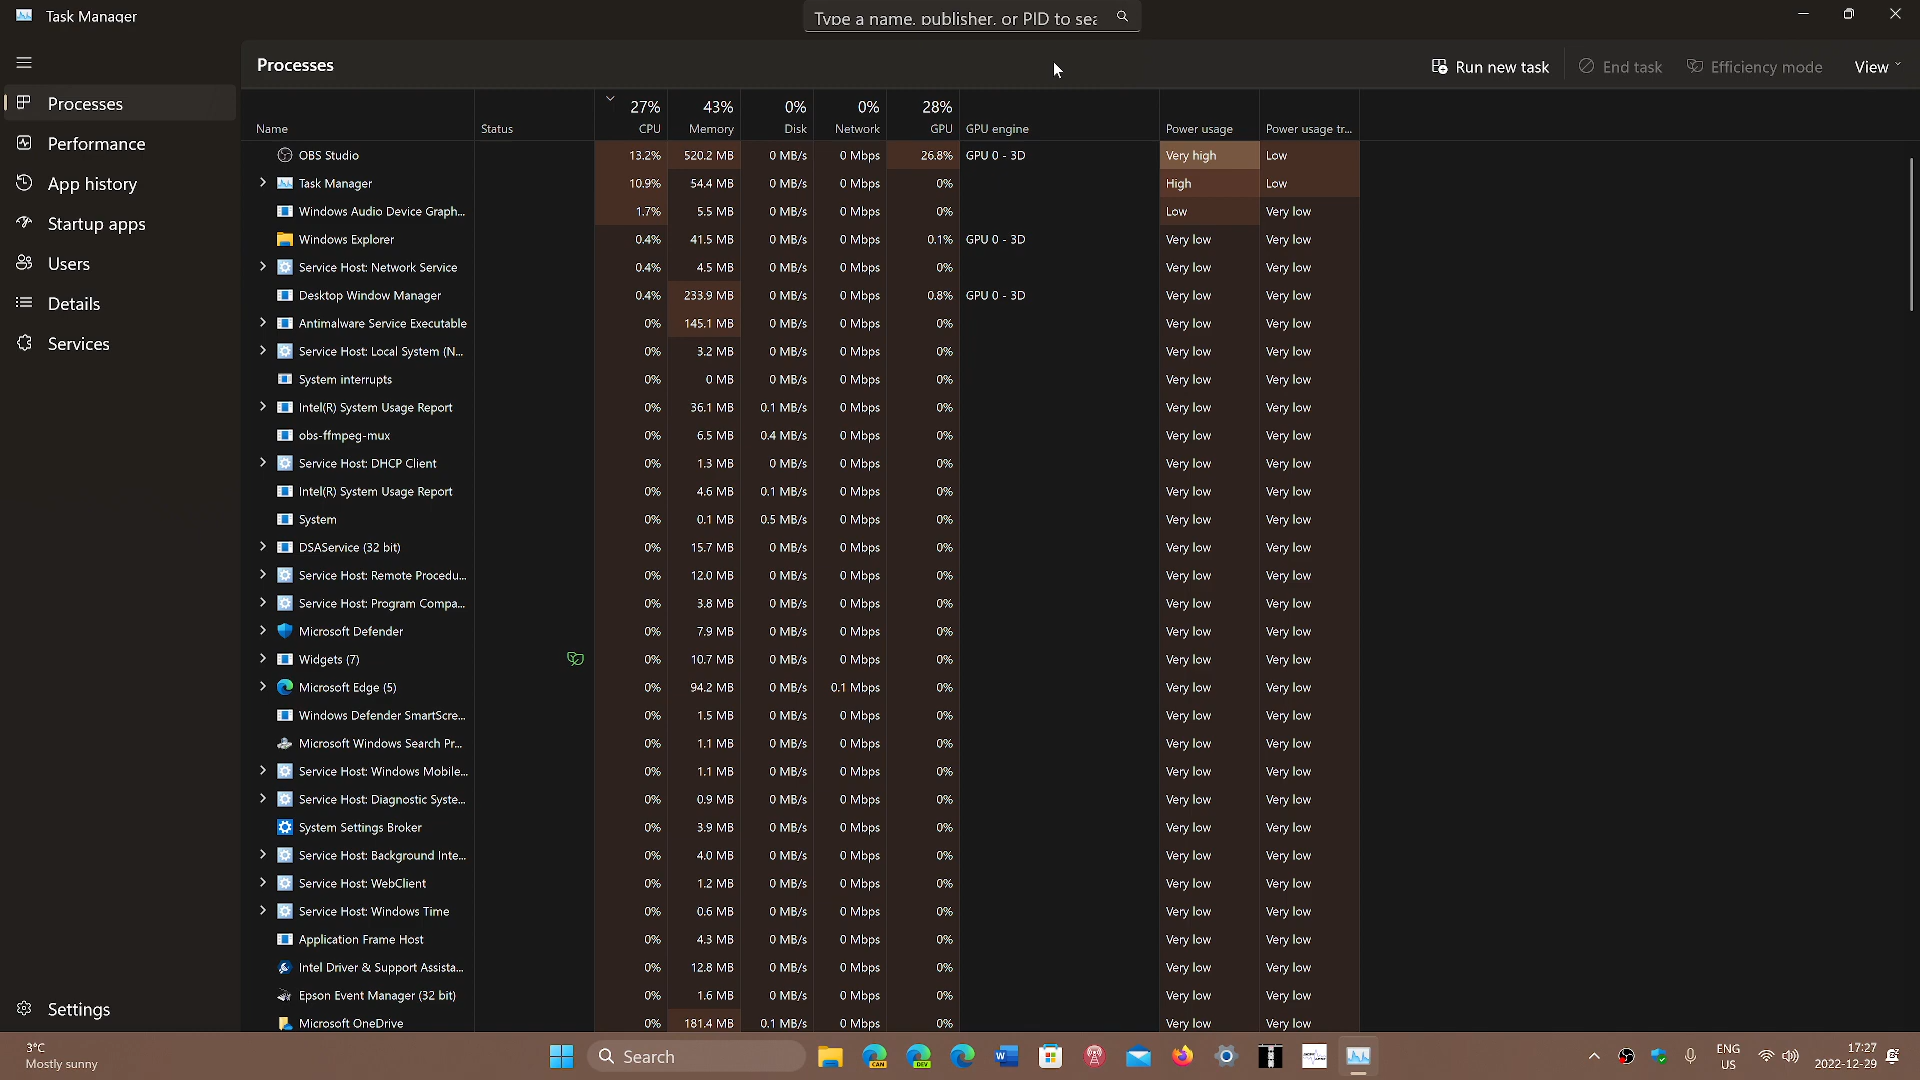 Task Manager
Type a name, publisher, or PID to sea
Processes
Run new task
End task
Efficiency mode
View
Processes
Performance
App history
Startup apps
Users
Details
Services
Settings
27% 43% 0% 0% 28%
Name Status CPU Memory Disk Network GPU GPU engine Power usage Power usage tr...
OBS Studio 13.2% 520.2 MB 0 MB/s 0 Mbps 26.8% GPU 0 - 3D Very high Low
Task Manager 10.9% 54.4 MB 0 MB/s 0 Mbps 0% High Low
Windows Audio Device Graph... 1.7% 5.5 MB 0 MB/s 0 Mbps 0% Low Very low
Windows Explorer 0.4% 41.5 MB 0 MB/s 0 Mbps 0.1% GPU 0 - 3D Very low Very low
Service Host: Network Service 0.4% 4.5 MB 0 MB/s 0 Mbps 0% Very low Very low
Desktop Window Manager 0.4% 233.9 MB 0 MB/s 0 Mbps 0.8% GPU 0 - 3D Very low Very low
Antimalware Service Executable 0% 145.1 MB 0 MB/s 0 Mbps 0% Very low Very low
Service Host: Local System (N... 0% 3.2 MB 0 MB/s 0 Mbps 0% Very low Very low
System interrupts 0% 0 MB 0 MB/s 0 Mbps 0% Very low Very low
Intel(R) System Usage Report 0% 36.1 MB 0.1 MB/s 0 Mbps 0% Very low Very low
obs-ffmpeg-mux 0% 6.5 MB 0.4 MB/s 0 Mbps 0% Very low Very low
Service Host: DHCP Client 0% 1.3 MB 0 MB/s 0 Mbps 0% Very low Very low
Intel(R) System Usage Report 0% 4.6 MB 0.1 MB/s 0 Mbps 0% Very low Very low
System 0% 0.1 MB 0.5 MB/s 0 Mbps 0% Very low Very low
DSAService (32 bit) 0% 15.7 MB 0 MB/s 0 Mbps 0% Very low Very low
Service Host: Remote Procedu... 0% 12.0 MB 0 MB/s 0 Mbps 0% Very low Very low
Service Host: Program Compa... 0% 3.8 MB 0 MB/s 0 Mbps 0% Very low Very low
Microsoft Defender 0% 7.9 MB 0 MB/s 0 Mbps 0% Very low Very low
Widgets (7) 0% 10.7 MB 0 MB/s 0 Mbps 0% Very low Very low
Microsoft Edge (5) 0% 94.2 MB 0 MB/s 0.1 Mbps 0% Very low Very low
Windows Defender SmartScre... 0% 1.5 MB 0 MB/s 0 Mbps 0% Very low Very low
Microsoft Windows Search Pr... 0% 1.1 MB 0 MB/s 0 Mbps 0% Very low Very low
Service Host: Windows Mobile... 0% 1.1 MB 0 MB/s 0 Mbps 0% Very low Very low
Service Host: Diagnostic Syste... 0% 0.9 MB 0 MB/s 0 Mbps 0% Very low Very low
System Settings Broker 0% 3.9 MB 0 MB/s 0 Mbps 0% Very low Very low
Service Host: Background Inte... 0% 4.0 MB 0 MB/s 0 Mbps 0% Very low Very low
Service Host: WebClient 0% 1.2 MB 0 MB/s 0 Mbps 0% Very low Very low
Service Host: Windows Time 0% 0.6 MB 0 MB/s 0 Mbps 0% Very low Very low
Application Frame Host 0% 4.3 MB 0 MB/s 0 Mbps 0% Very low Very low
Intel Driver & Support Assista... 0% 12.8 MB 0 MB/s 0 Mbps 0% Very low Very low
Epson Event Manager (32 bit) 0% 1.6 MB 0 MB/s 0 Mbps 0% Very low Very low
Microsoft OneDrive 0% 181.4 MB 0.1 MB/s 0 Mbps 0% Very low Very low
3°C
Mostly sunny
Search
CAN
DEV
ENG
US
17:27
2022-12-29